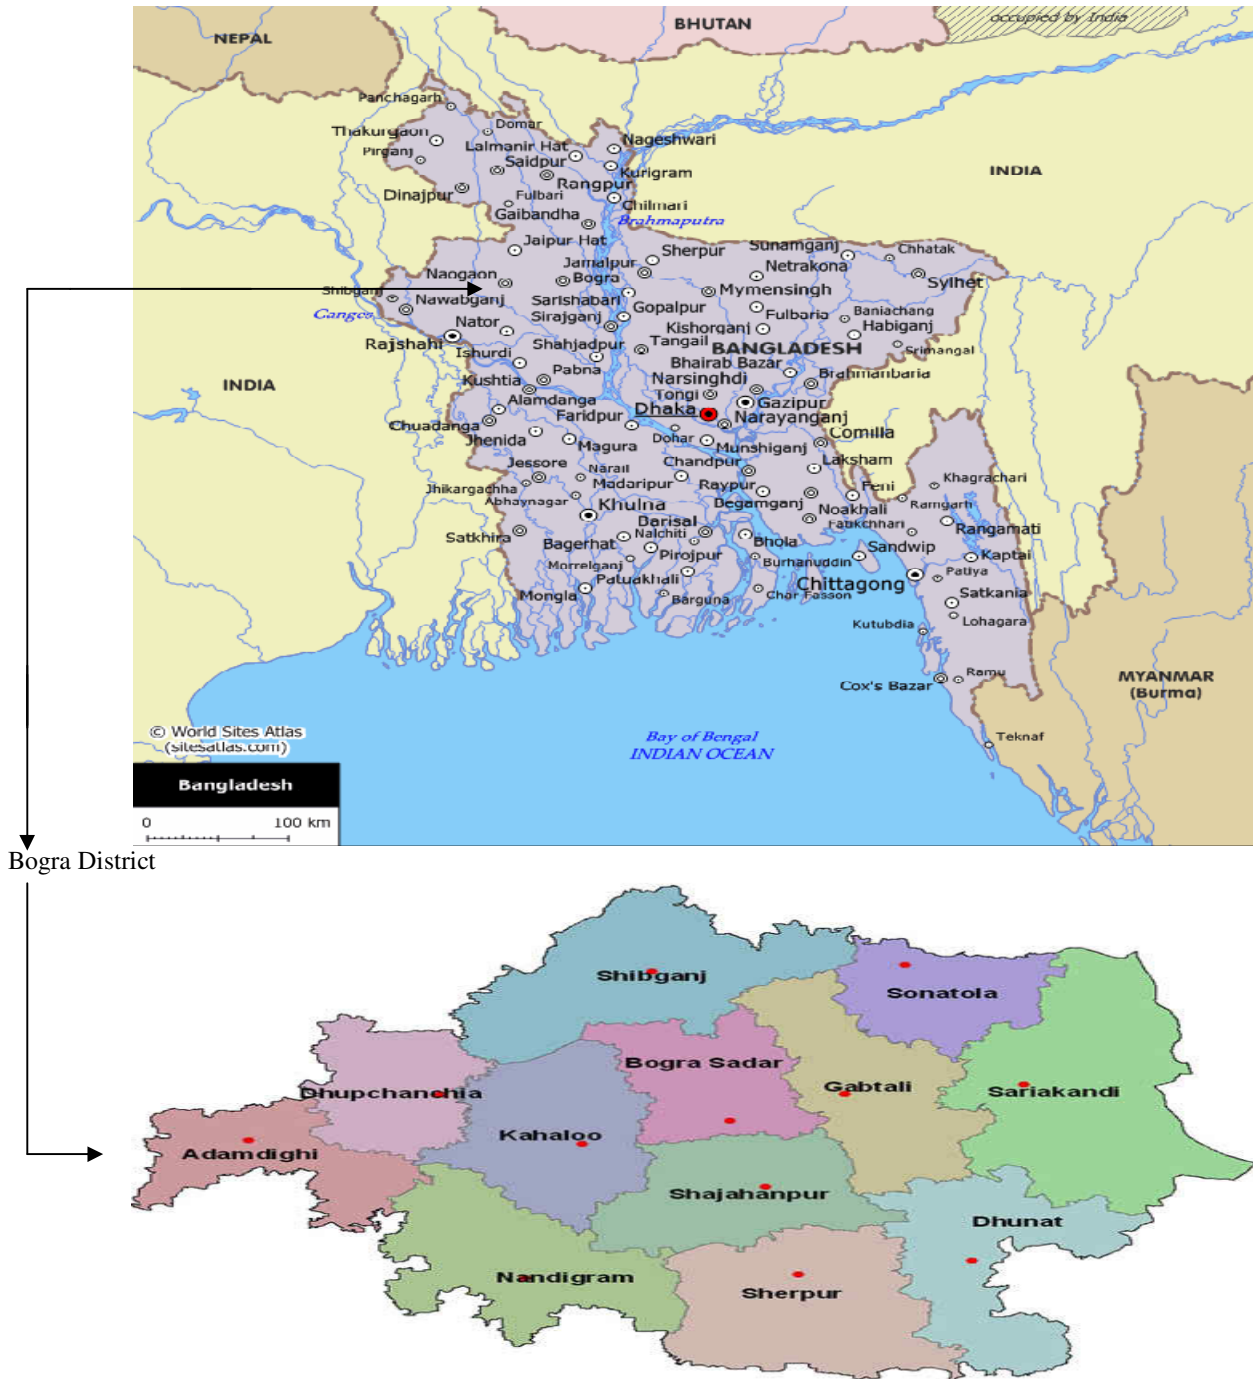 BHUTAN
occupied by India
NEPAL
Panchagarh
Domar
Thakurgaon
Nageshwari
Lalmanir Hat
Pirganj
Saidpur
Kurigram
INDIA
Dinajpur
Rangpur
Fulbari
Chilmari
Gaibandha
Brahmaputra
Jaipur Hat
Sherpur
Sunamganj
Chhatak
Jamalpur
Naogaon
Bogra
Netrakona
Sylhet
Shibganj
Nawabganj
Sarishabari
Mymensingh
Ganges
Gopalpur
Fulbaria
Baniachang
Nator
Sirajganj
Kishorganj
Habiganj
Rajshahi
Tangail
BANGLADESH
Srimangal
Ishurdi
Shahjadpur
Bhairab Bazar
INDIA
Kushtia
Pabna
Narsinghdi
Brahmanbaria
Alamdanga
Tongi
Faridpur
Dhaka
Gazipur
Chuadanga
Narayanganj
Jhenida
Magura
Dohar
Munshiganj
Comilla
Jessore
Narail
Chandpur
Laksham
Jhikargachha
Madaripur
Raypur
Feni
Khagrachari
Abhaynagar
Begamganj
Ramgarh
Khulna
Noakhali
Satkhira
Barisal
Fatikchhari
Rangamati
Bagerhat
Nalchiti
Bhola
Sandwip
Morrelganj
Pirojpur
Burhanuddin
Kaptai
Patuakhali
Chittagong
Patiya
Mongla
Barguna
Char Fasson
Satkania
Kutubdia
Lohagara
Cox's Bazar
Ramu
MYANMAR
(Burma)
© World Sites Atlas
(sitesatlas.com)
Bay of Bengal
INDIAN OCEAN
Teknaf
Bangladesh
0 100 km
Bogra District
Shibganj
Sonatola
Bogra Sadar
Dhupchanchia
Gabtali
Sariakandi
Kahaloo
Adamdighi
Shajahanpur
Dhunat
Nandigram
Sherpur